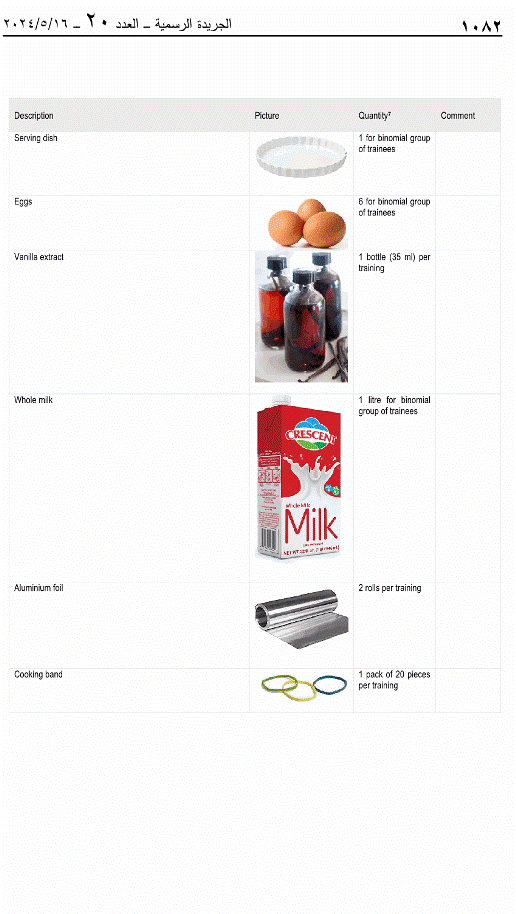 ١٠٨٢
الجريدة الرسمية – العدد ٢٠ – ٢٠٢٤/٥/١٦
Description Picture Quantity⁷ Comment
Serving dish
1 for binomial group
of trainees
Eggs
6 for binomial group
of trainees
Vanilla extract
1 bottle (35 ml) per
training
Whole milk
1 litre for binomial
group of trainees
CRESCENT
Whole Milk
Milk
Aluminium foil
2 rolls per training
Cooking band
1 pack of 20 pieces
per training